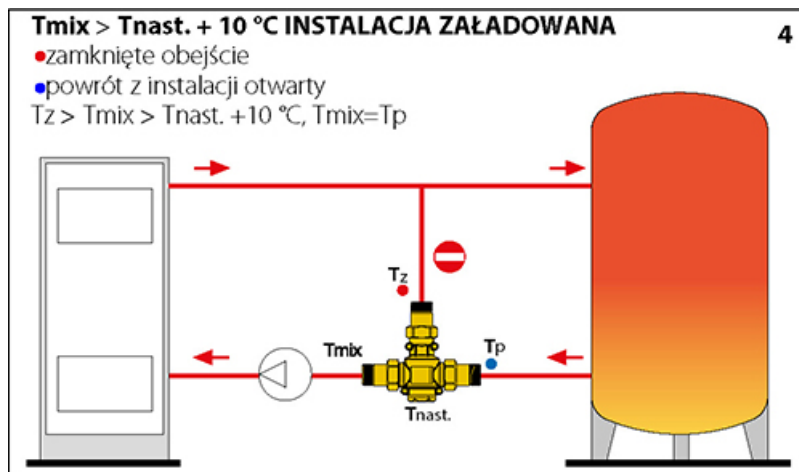 Tmix > Tnast. + 10 °C INSTALACJA ZAŁADOWANA
4
•zamknięte obejście
•powrót z instalacji otwarty
Tz > Tmix > Tnast. +10 °C, Tmix=Tp
Tz
Tmix
Tp
Tnast.